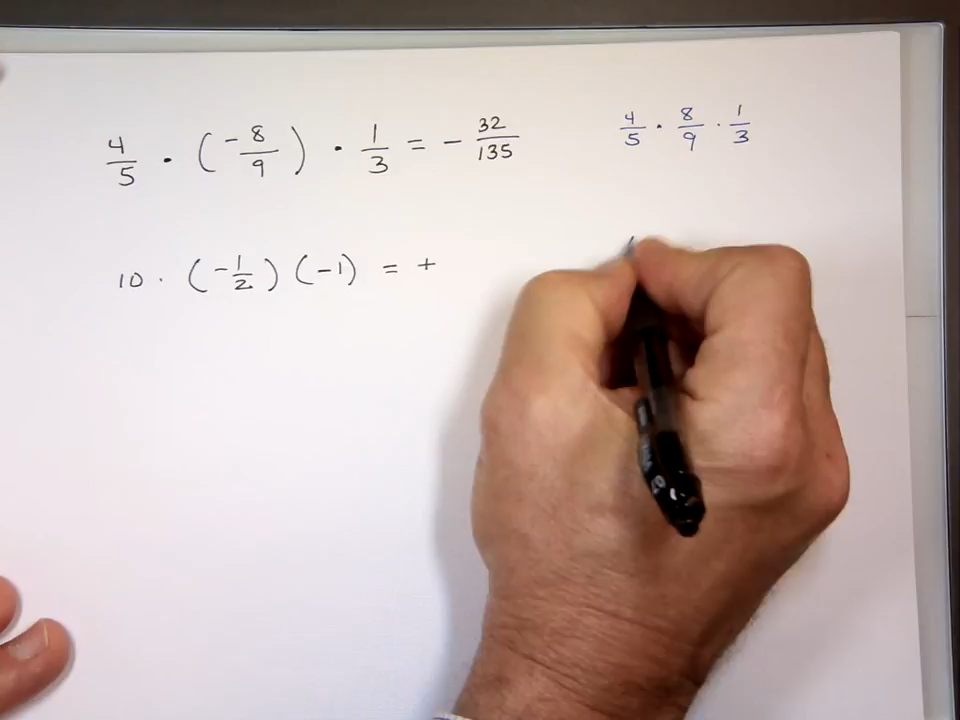 4/5 · (-8/9) · 1/3 = - 32/135 4/5 · 8/9 · 1/3
10 · (-1/2) (-1) = +